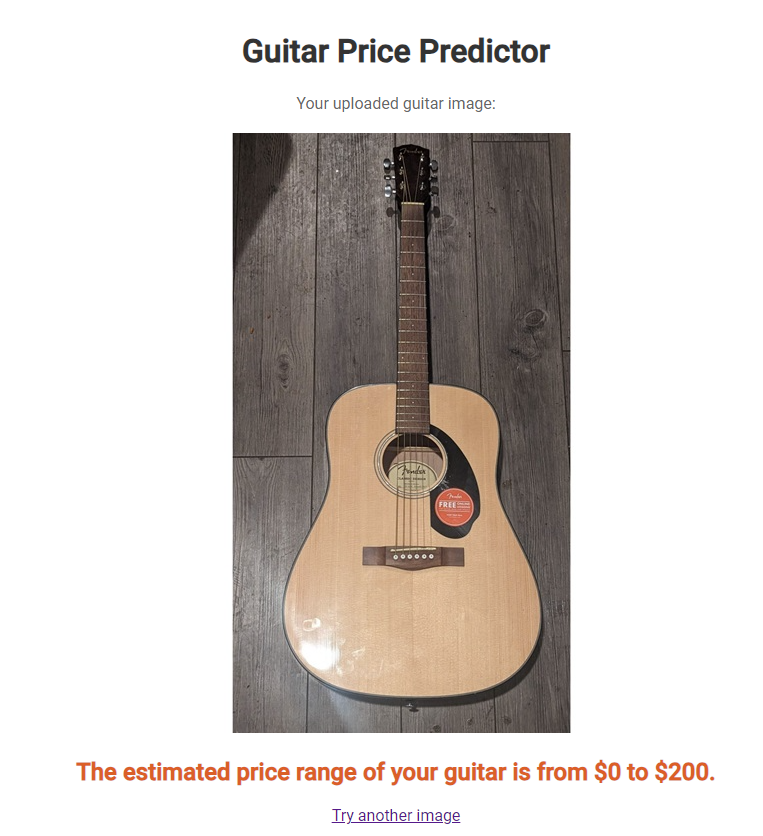 Guitar Price Predictor
Your uploaded guitar image:
Fender
Fender
Fender
FREE
The estimated price range of your guitar is from $0 to $200.
Try another image